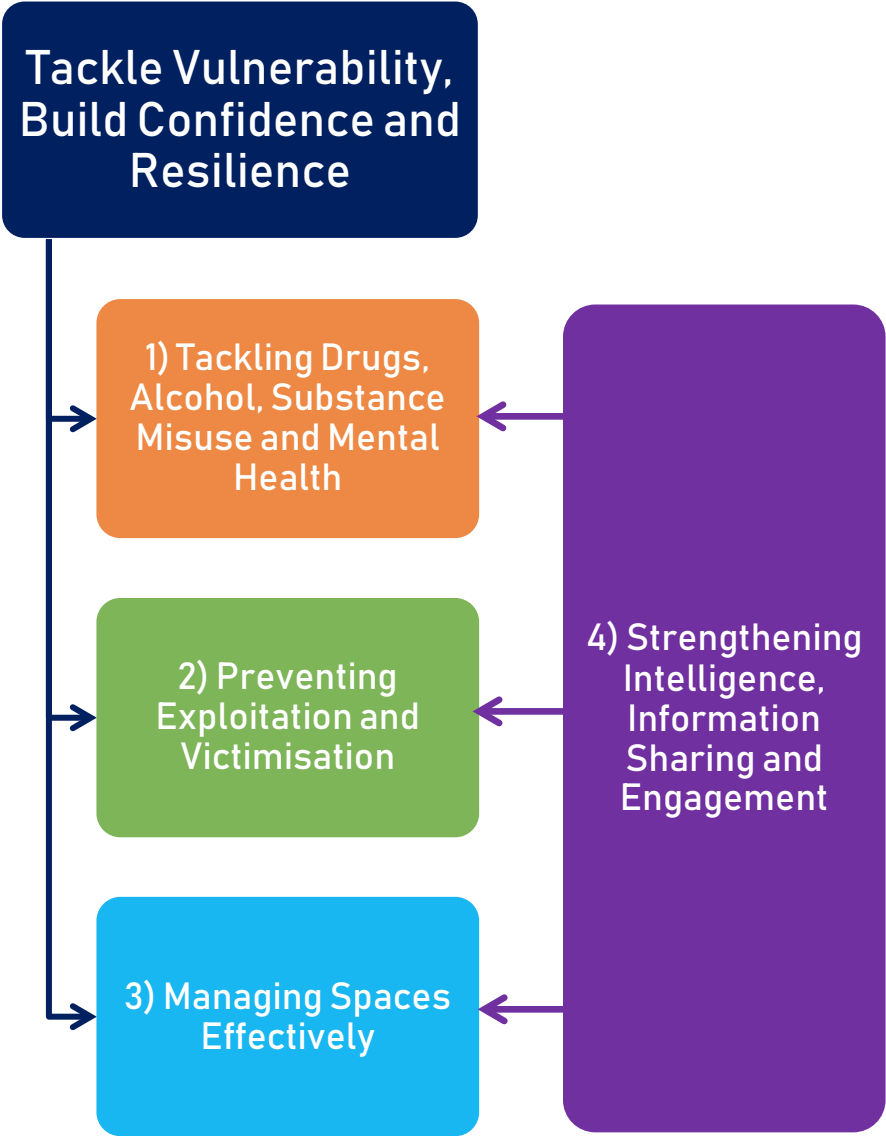 Tackle Vulnerability,
Build Confidence and
Resilience
1) Tackling Drugs,
Alcohol, Substance
Misuse and Mental
Health
2) Preventing
Exploitation and
Victimisation
3) Managing Spaces
Effectively
4) Strengthening
Intelligence,
Information
Sharing and
Engagement